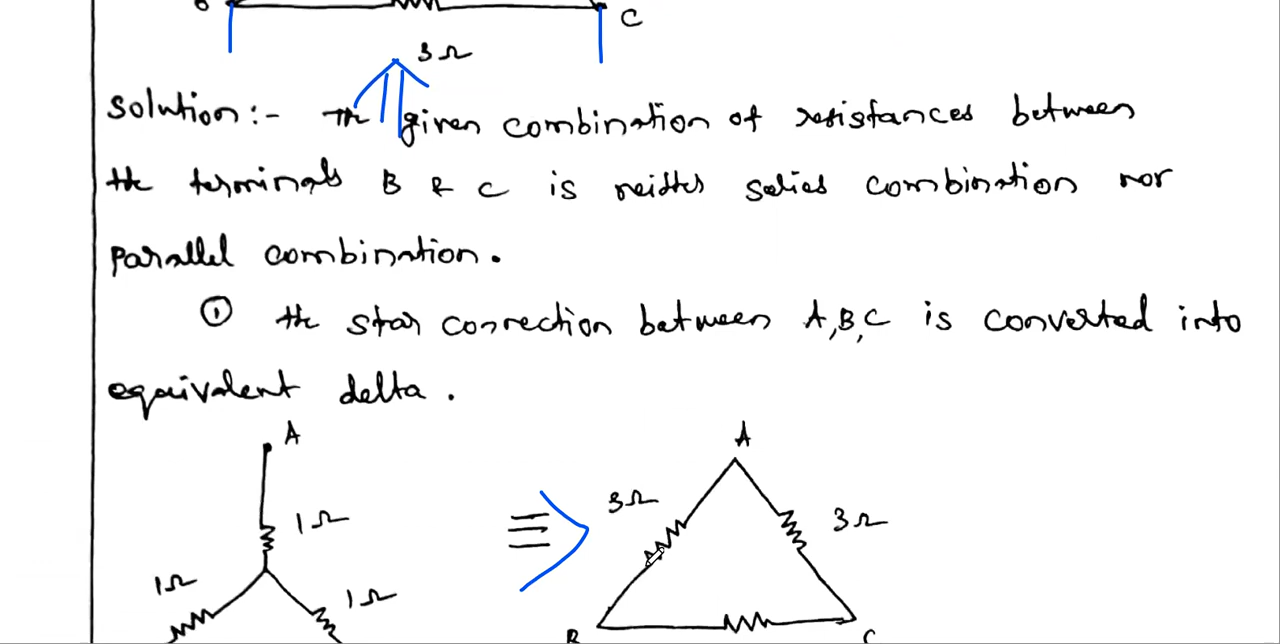 C
3Ω
Solution:- The given combination of resistances between
the terminals B & C is neither series combination nor
parallel combination.
① the star connection between A,B,C is converted into
equivalent delta.
A
A
3Ω
3Ω
1Ω
1Ω
1Ω
B
C